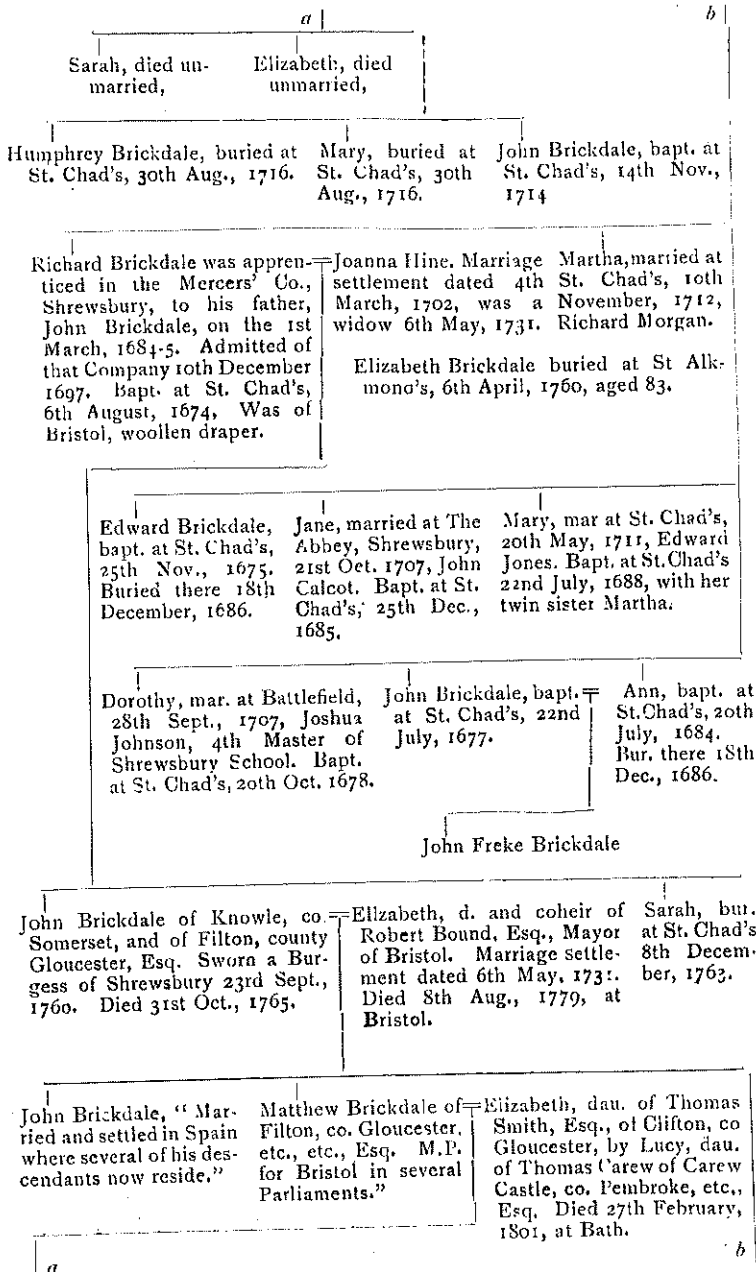 a b
Sarah, died un-
married,
Elizabeth, died
unmarried,
Humphrey Brickdale, buried at
St. Chad's, 30th Aug., 1716.
Mary, buried at
St. Chad's, 30th
Aug., 1716.
John Brickdale, bapt. at
St. Chad's, 14th Nov.,
1714
Richard Brickdale was appren-
ticed in the Mercers' Co.,
Shrewsbury, to his father,
John Brickdale, on the 1st
March, 1684-5. Admitted of
that Company 10th December
1697. Bapt. at St. Chad's,
6th August, 1674, Was of
Bristol, woollen draper.
Joanna Hine. Marriage
settlement dated 4th
March, 1702, was a
widow 6th May, 1731.
Martha, married at
St. Chad's, 10th
November, 1712,
Richard Morgan.
Elizabeth Brickdale buried at St Alk-
mond's, 6th April, 1760, aged 83.
Edward Brickdale,
bapt. at St. Chad's,
25th Nov., 1675.
Buried there 18th
December, 1686.
Jane, married at The
Abbey, Shrewsbury,
21st Oct. 1707, John
Calcot. Bapt. at St.
Chad's, 25th Dec.,
1685.
Mary, mar at St. Chad's,
20th May, 1711, Edward
Jones. Bapt. at St. Chad's
22nd July, 1688, with her
twin sister Martha.
Dorothy, mar. at Battlefield,
28th Sept., 1707, Joshua
Johnson, 4th Master of
Shrewsbury School. Bapt.
at St. Chad's, 20th Oct. 1678.
John Brickdale, bapt.
at St. Chad's, 22nd
July, 1677.
Ann, bapt. at
St. Chad's, 20th
July, 1684.
Bur. there 18th
Dec., 1686.
John Freke Brickdale
John Brickdale of Knowle, co.
Somerset, and of Filton, county
Gloucester, Esq. Sworn a Bur-
gess of Shrewsbury 23rd Sept.,
1760. Died 31st Oct., 1765.
Elizabeth, d. and coheir of
Robert Bound, Esq., Mayor
of Bristol. Marriage settle-
ment dated 6th May, 1731.
Died 8th Aug., 1779, at
Bristol.
Sarah, bur.
at St. Chad's
8th Decem-
ber, 1763.
John Brickdale, "Mar-
ried and settled in Spain
where several of his des-
cendants now reside."
Matthew Brickdale of
Filton, co. Gloucester,
etc., etc., Esq. M.P.
for Bristol in several
Parliaments."
Elizabeth, dau. of Thomas
Smith, Esq., of Clifton, co
Gloucester, by Lucy, dau.
of Thomas Carew of Carew
Castle, co. Pembroke, etc.,
Esq. Died 27th February,
1801, at Bath.
a b